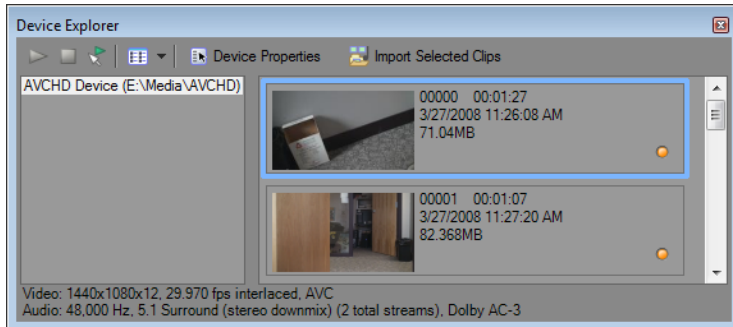 Device Explorer
Device Properties
Import Selected Clips
AVCHD Device (E:\Media\AVCHD)
00000 00:01:27
3/27/2008 11:26:08 AM
71.04MB
00001 00:01:07
3/27/2008 11:27:20 AM
82.368MB
Video: 1440x1080x12, 29.970 fps interlaced, AVC
Audio: 48,000 Hz, 5.1 Surround (stereo downmix) (2 total streams), Dolby AC-3